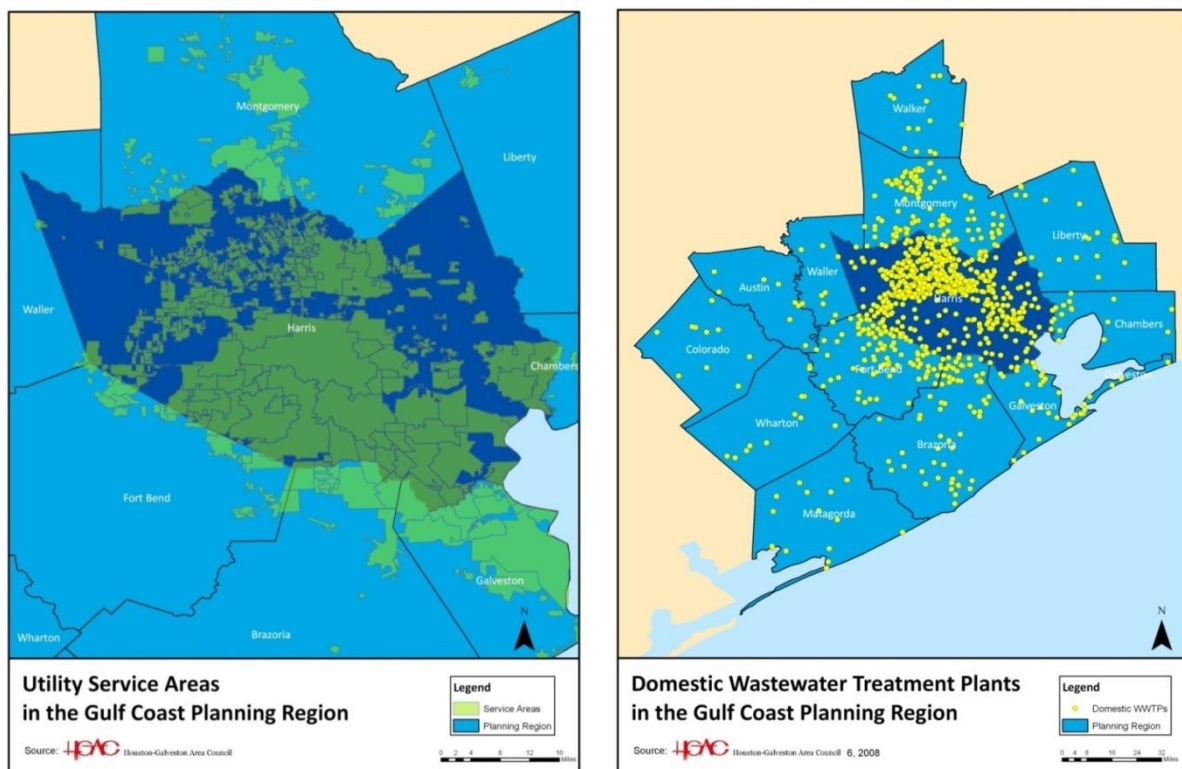 Montgomery
Liberty
Waller
Harris
Chambers
Fort Bend
Galveston
Wharton
Brazoria
N
Utility Service Areas
in the Gulf Coast Planning Region
Legend
Service Areas
Planning Region
Source: HGAC Houston-Galveston Area Council
0 2 4 8 12 16
Miles
Walker
Montgomery
Liberty
Waller
Austin
Harris
Chambers
Colorado
Fort Bend
Galveston
Galveston
Wharton
Brazoria
Matagorda
N
Domestic Wastewater Treatment Plants
in the Gulf Coast Planning Region
Legend
Domestic WWTPs
Planning Region
Source: HGAC Houston-Galveston Area Council 6, 2008
0 4 8 16 24 32
Miles